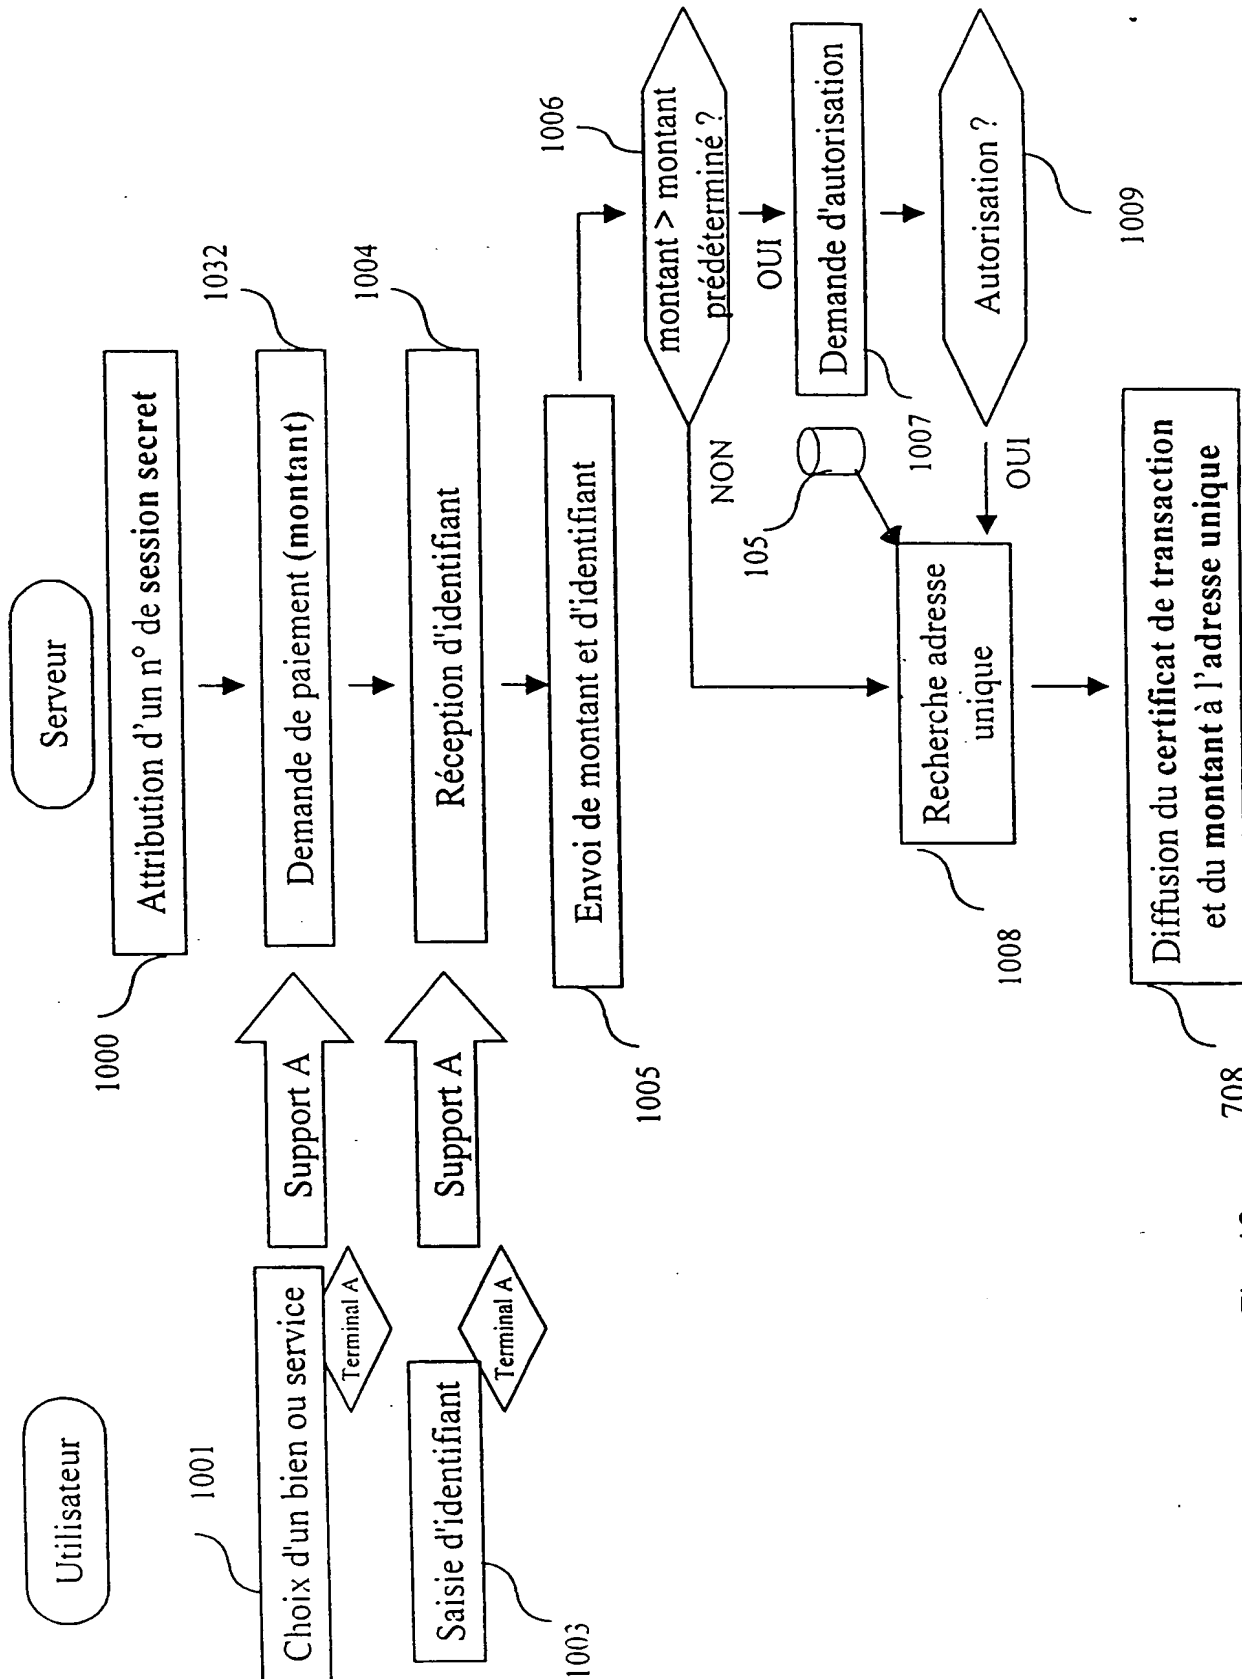 Utilisateur
Serveur
Attribution d'un n° de session secret
1000
1001
Choix d'un bien ou service
Terminal A
Support A
Demande de paiement (montant)
1032
Saisie d'identifiant
1003
Terminal A
Support A
Réception d'identifiant
1004
Envoi de montant et d'identifiant
1005
1006
montant > montant
prédéterminé ?
NON
OUI
105
Demande d'autorisation
1007
Recherche adresse
unique
1008
OUI
Autorisation ?
1009
Diffusion du certificat de transaction
et du montant à l'adresse unique
708